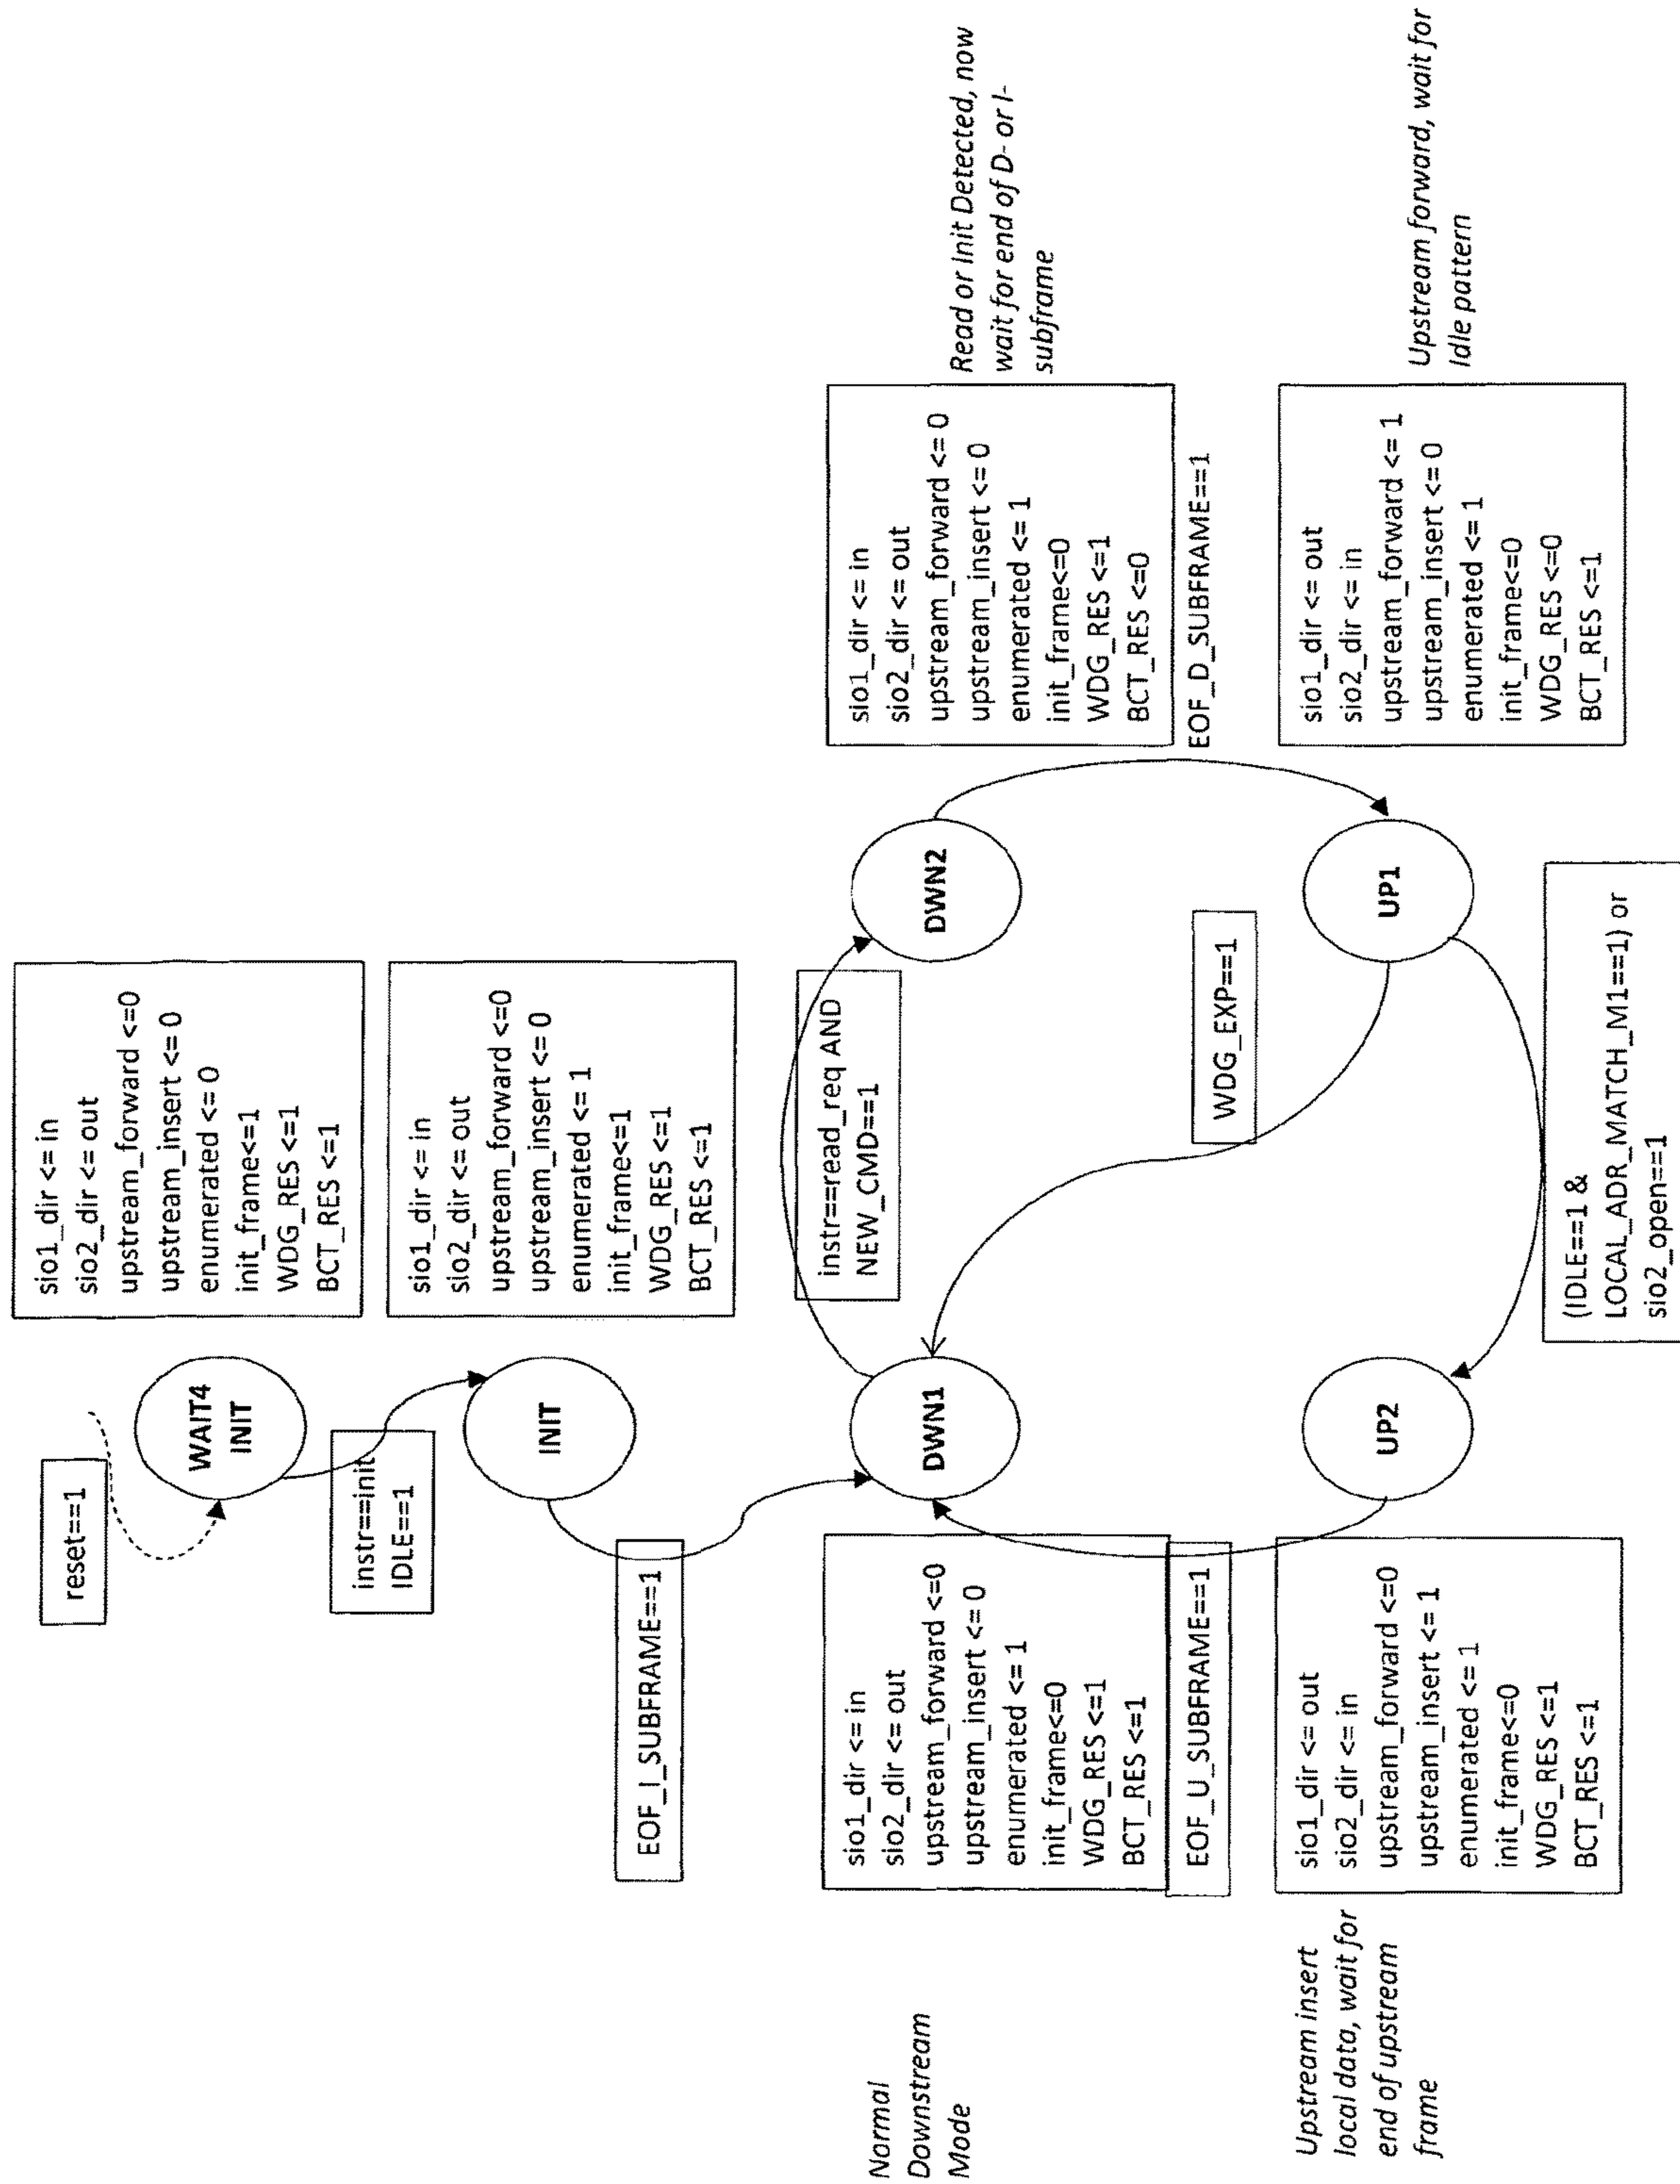 reset==1
WAIT4
INIT
sio1_dir <= in
sio2_dir <= out
upstream_forward <=0
upstream_insert <= 0
enumerated <= 0
init_frame<=1
WDG_RES <=1
BCT_RES <=1
instr==init
IDLE==1
INIT
sio1_dir <= in
sio2_dir <= out
upstream_forward <=0
upstream_insert <= 0
enumerated <= 1
init_frame<=1
WDG_RES <=1
BCT_RES <=1
EOF_I_SUBFRAME==1
Normal
Downstream
Mode
sio1_dir <= in
sio2_dir <= out
upstream_forward <=0
upstream_insert <= 0
enumerated <= 1
init_frame<=0
WDG_RES <=1
BCT_RES <=1
DWN1
instr==read_req AND
NEW_CMD==1
DWN2
sio1_dir <= in
sio2_dir <= out
upstream_forward <= 0
upstream_insert <= 0
enumerated <= 1
init_frame<=0
WDG_RES <=1
BCT_RES <=0
Read or Init Detected, now
wait for end of D- or I-
subframe
EOF_U_SUBFRAME==1
WDG_EXP==1
EOF_D_SUBFRAME==1
Upstream insert
local data, wait for
end of upstream
frame
sio1_dir <= out
sio2_dir <= in
upstream_forward <=0
upstream_insert <= 1
enumerated <= 1
init_frame<=0
WDG_RES <=1
BCT_RES <=1
UP2
UP1
sio1_dir <= out
sio2_dir <= in
upstream_forward <= 1
upstream_insert <= 0
enumerated <= 1
init_frame<=0
WDG_RES <=0
BCT_RES <=1
Upstream forward, wait for
Idle pattern
(IDLE==1 &
LOCAL_ADR_MATCH_M1==1) or
sio2_open==1